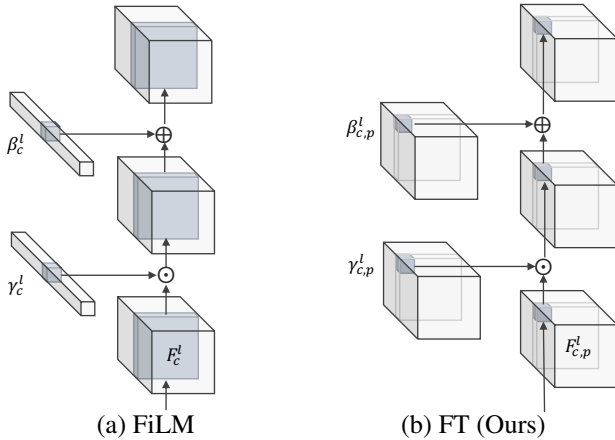 β_c^l
β_{c,p}^l
γ_c^l
γ_{c,p}^l
F_c^l
F_{c,p}^l
(a) FiLM
(b) FT (Ours)